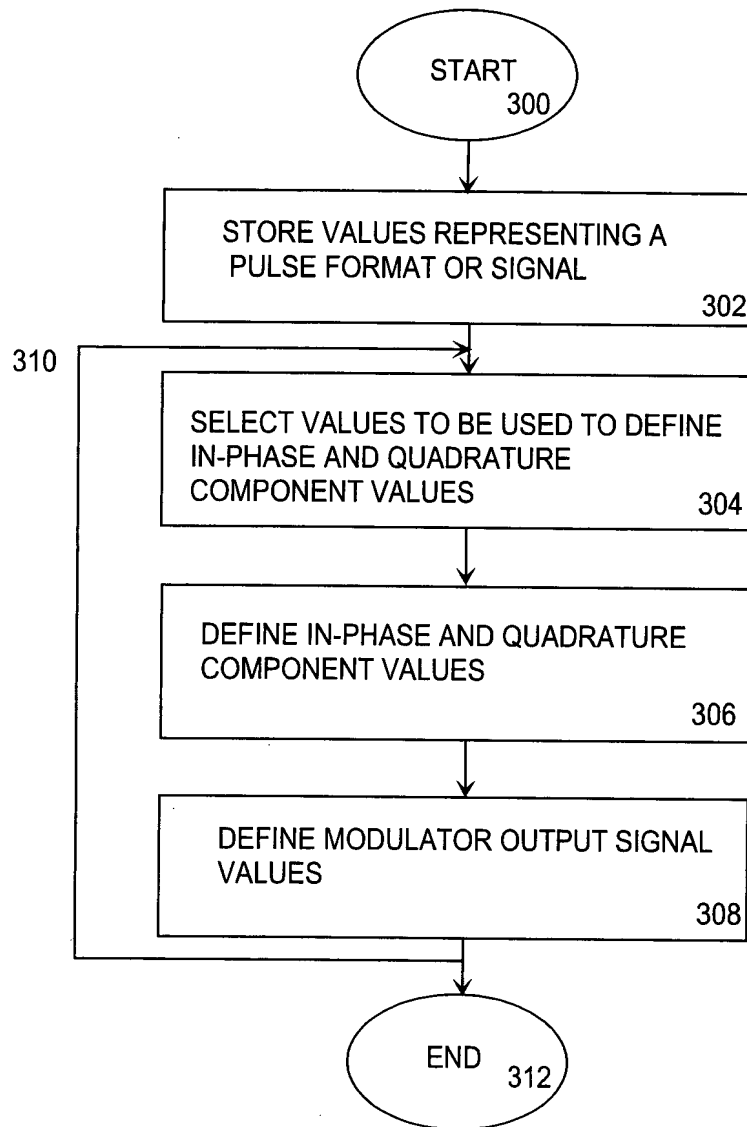 START
300
STORE VALUES REPRESENTING A
PULSE FORMAT OR SIGNAL
302
310
SELECT VALUES TO BE USED TO DEFINE
IN-PHASE AND QUADRATURE
COMPONENT VALUES
304
DEFINE IN-PHASE AND QUADRATURE
COMPONENT VALUES
306
DEFINE MODULATOR OUTPUT SIGNAL
VALUES
308
END
312